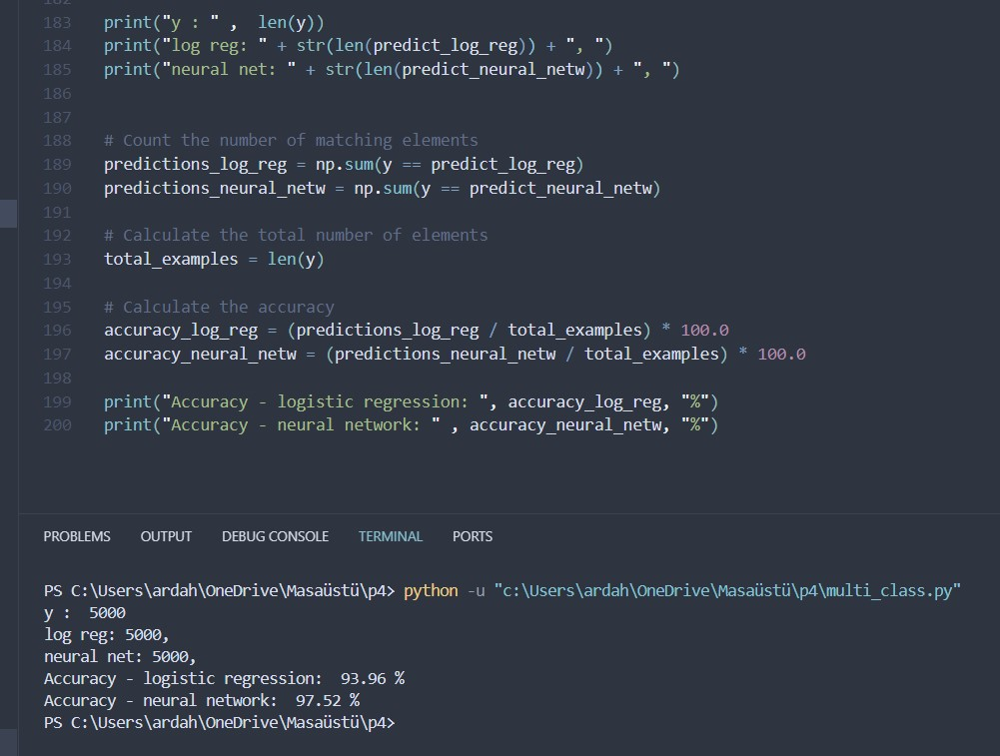 182
183 print("y : " ,  len(y))
184 print("log reg: " + str(len(predict_log_reg)) + ", ")
185 print("neural net: " + str(len(predict_neural_netw)) + ", ")
186
187
188 # Count the number of matching elements
189 predictions_log_reg = np.sum(y == predict_log_reg)
190 predictions_neural_netw = np.sum(y == predict_neural_netw)
191
192 # Calculate the total number of elements
193 total_examples = len(y)
194
195 # Calculate the accuracy
196 accuracy_log_reg = (predictions_log_reg / total_examples) * 100.0
197 accuracy_neural_netw = (predictions_neural_netw / total_examples) * 100.0
198
199 print("Accuracy - logistic regression: ", accuracy_log_reg, "%")
200 print("Accuracy - neural network: " , accuracy_neural_netw, "%")
PROBLEMS OUTPUT DEBUG CONSOLE TERMINAL PORTS
PS C:\Users\ardah\OneDrive\Masaüstü\p4> python -u "c:\Users\ardah\OneDrive\Masaüstü\p4\multi_class.py"
y :  5000
log reg: 5000,
neural net: 5000,
Accuracy - logistic regression:  93.96 %
Accuracy - neural network:  97.52 %
PS C:\Users\ardah\OneDrive\Masaüstü\p4>